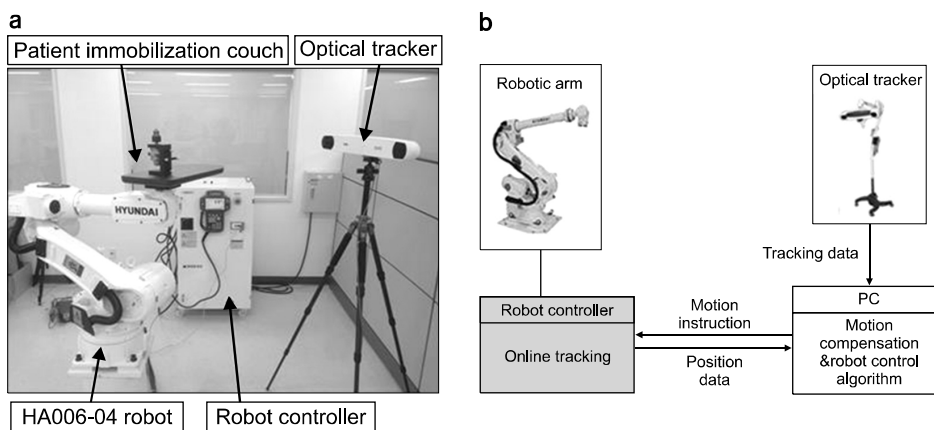 a
Patient immobilization couch
Optical tracker
HYUNDAI
HA006-04 robot
Robot controller
b
Robotic arm
Optical tracker
Tracking data
Robot controller
Online tracking
Motion
instruction
Position
data
PC
Motion
compensation
&robot control
algorithm